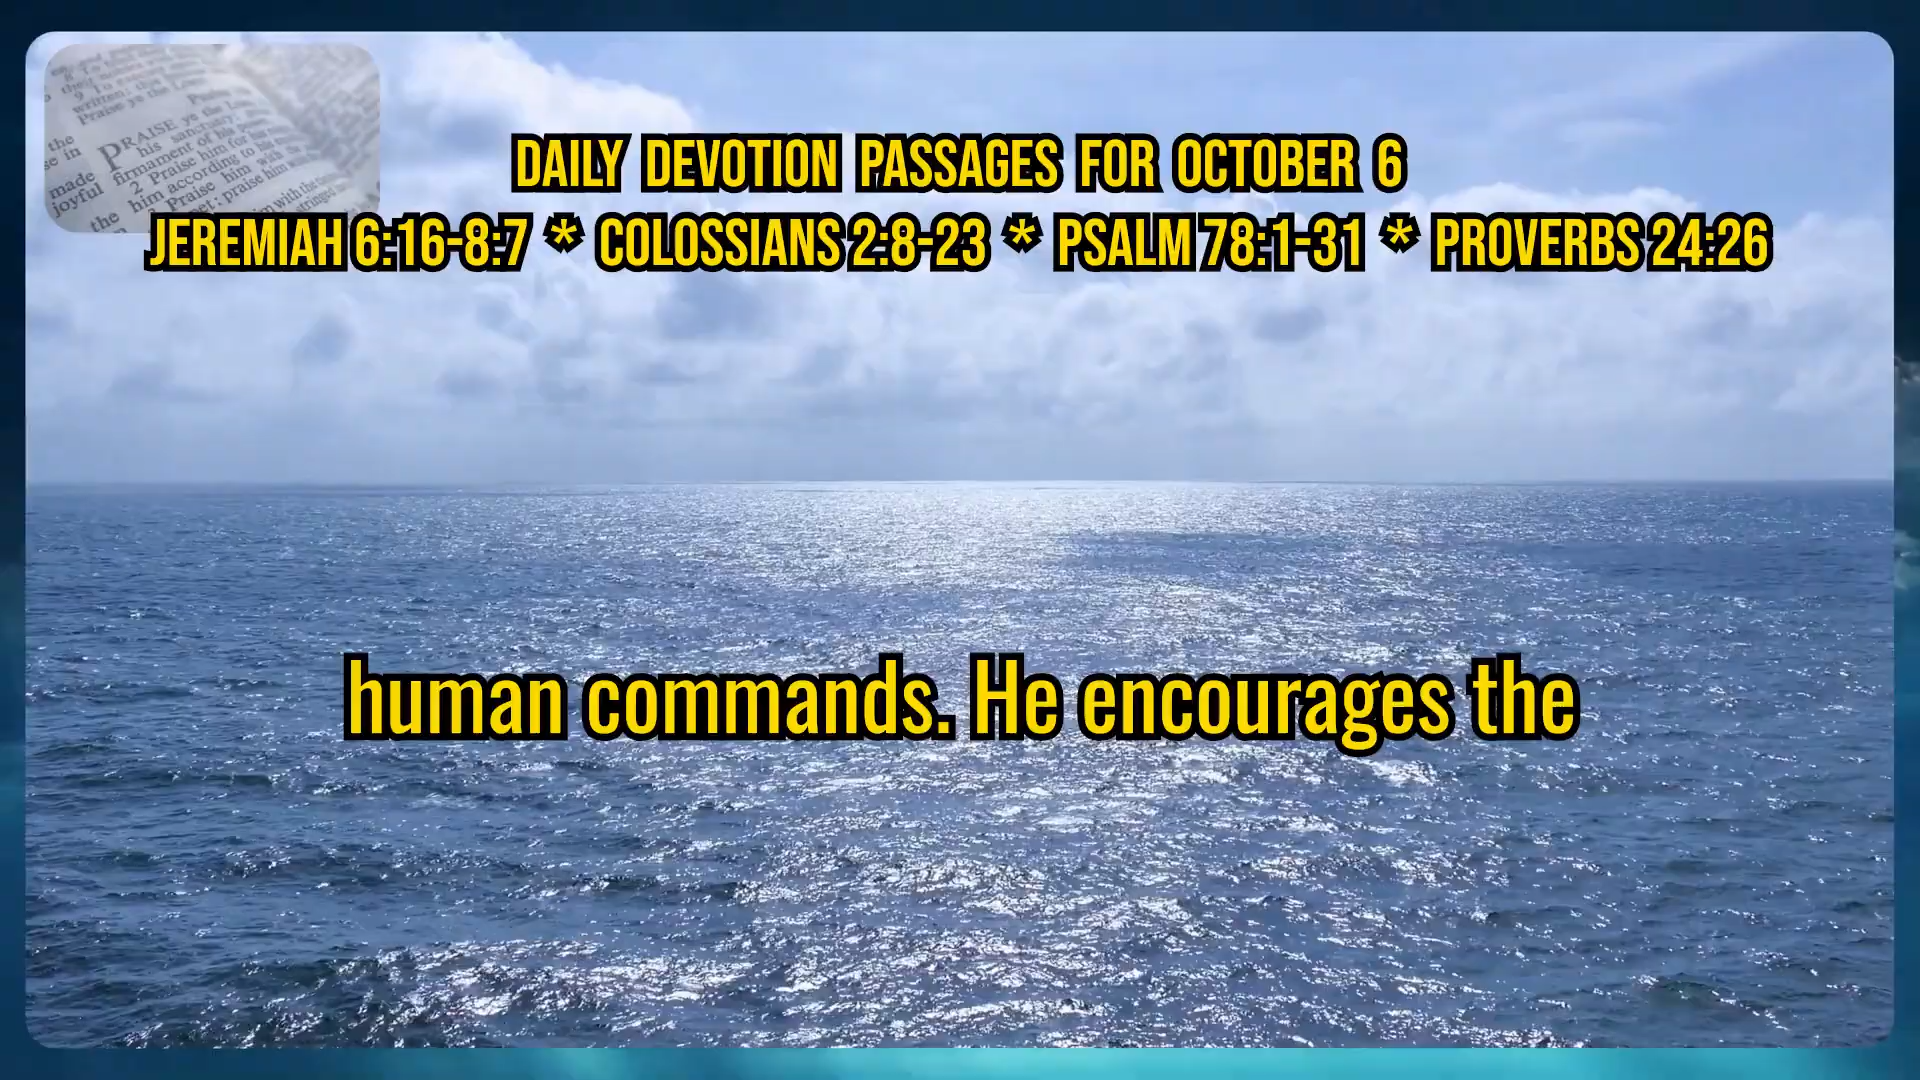 DAILY DEVOTION PASSAGES FOR OCTOBER 6
JEREMIAH 6:16-8:7 * COLOSSIANS 2:8-23 * PSALM 78:1-31 * PROVERBS 24:26
human commands. He encourages the